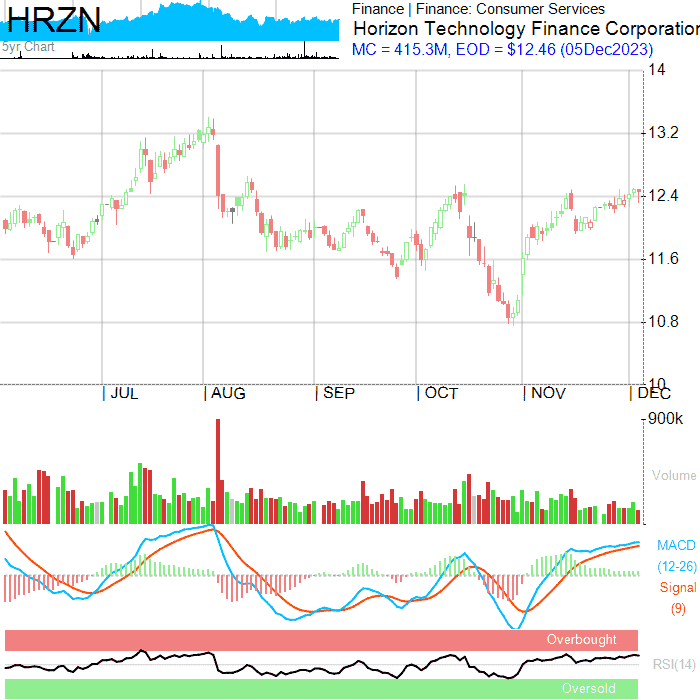 HRZN
5yr Chart
Finance | Finance: Consumer Services
Horizon Technology Finance Corporation
MC = 415.3M, EOD = $12.46 (05Dec2023)
14
13.2
12.4
11.6
10.8
10
| JUL | AUG | SEP | OCT | NOV | DEC
900k
Volume
MACD
(12-26)
Signal
(9)
Overbought
RSI(14)
Oversold